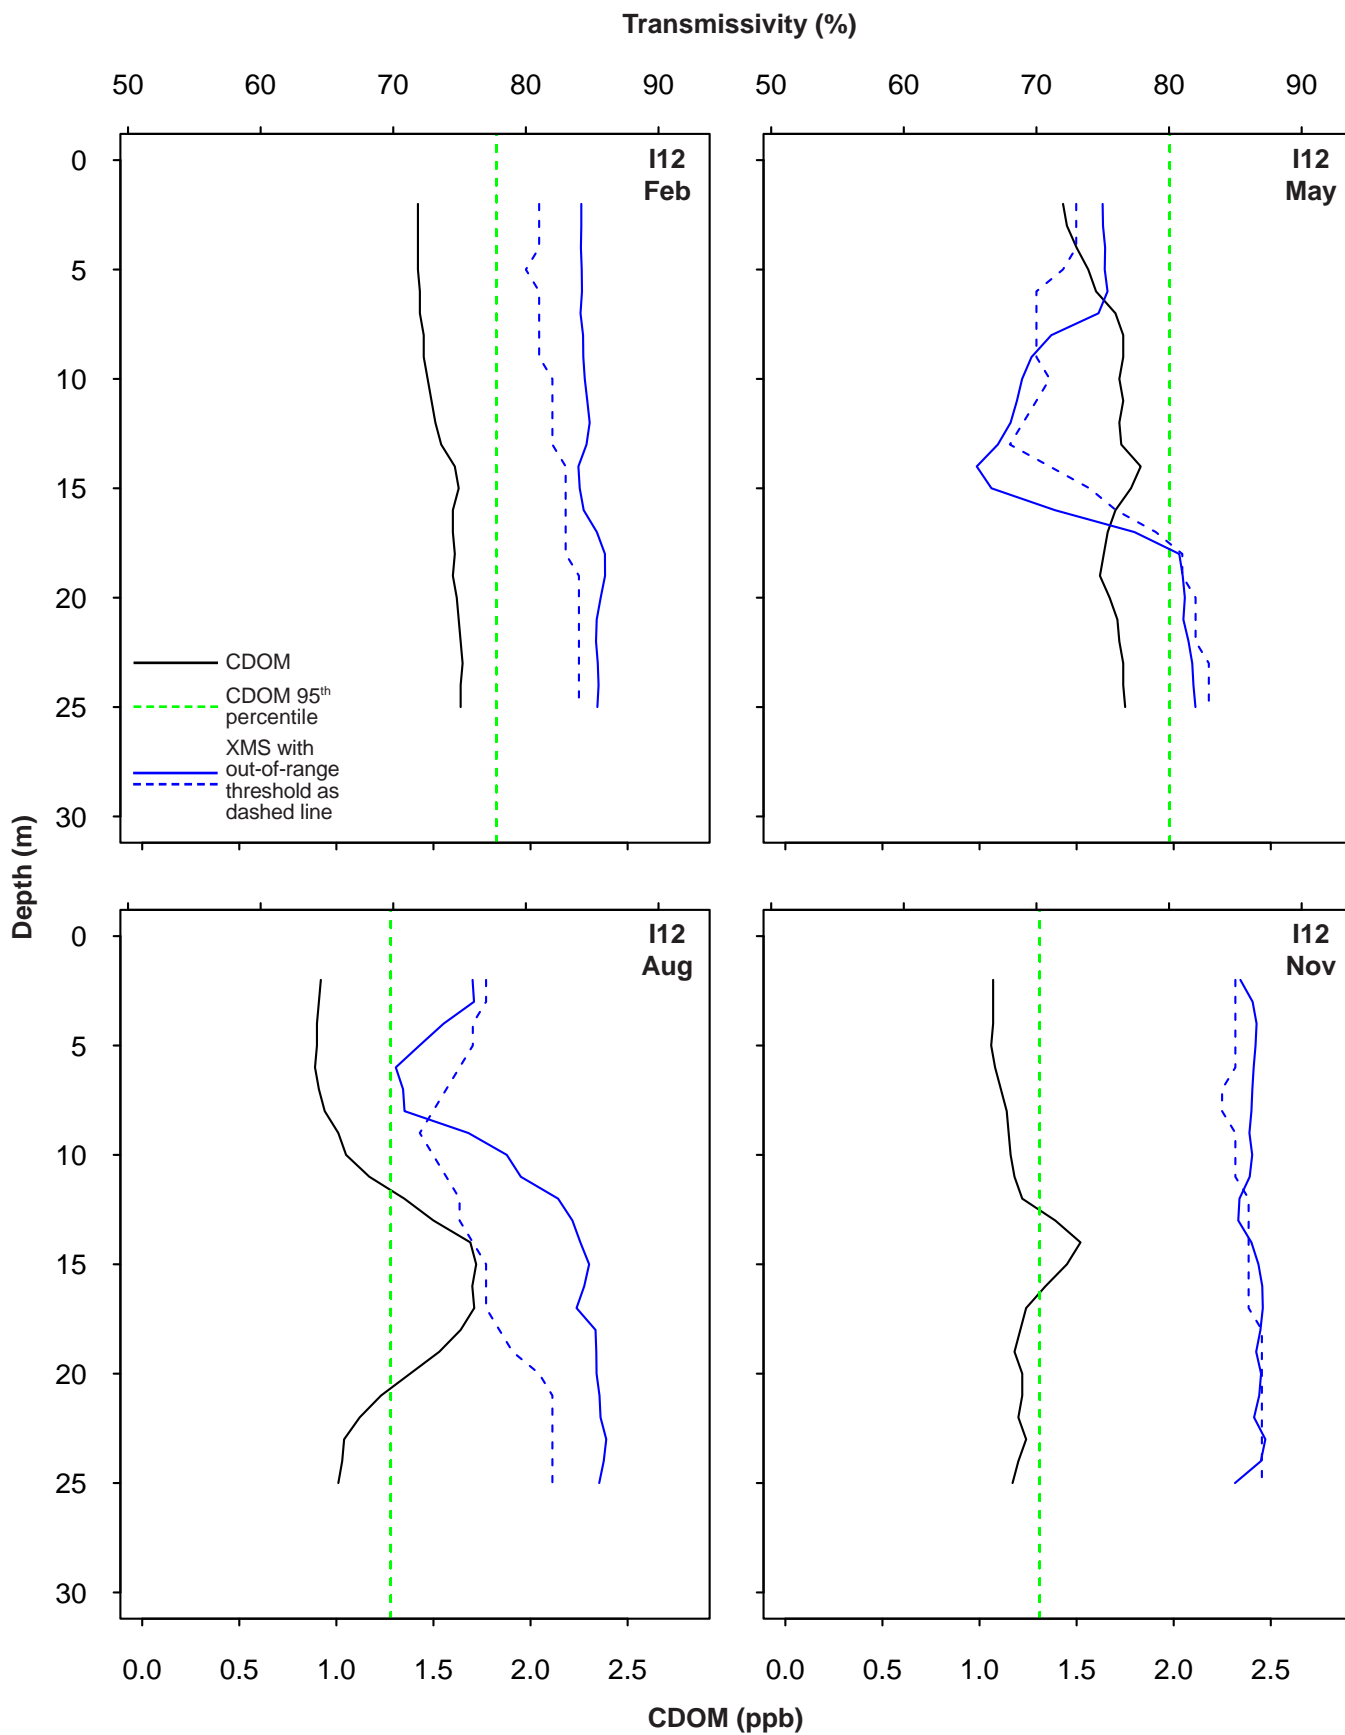 Transmissivity (%)
50 60 70 80 90 50 60 70 80 90
I12
Feb
I12
May
0
5
10
15
20
25
30
CDOM
CDOM 95th
percentile
XMS with
out-of-range
threshold as
dashed line
Depth (m)
I12
Aug
I12
Nov
0
5
10
15
20
25
30
0.0 0.5 1.0 1.5 2.0 2.5 0.0 0.5 1.0 1.5 2.0 2.5
CDOM (ppb)